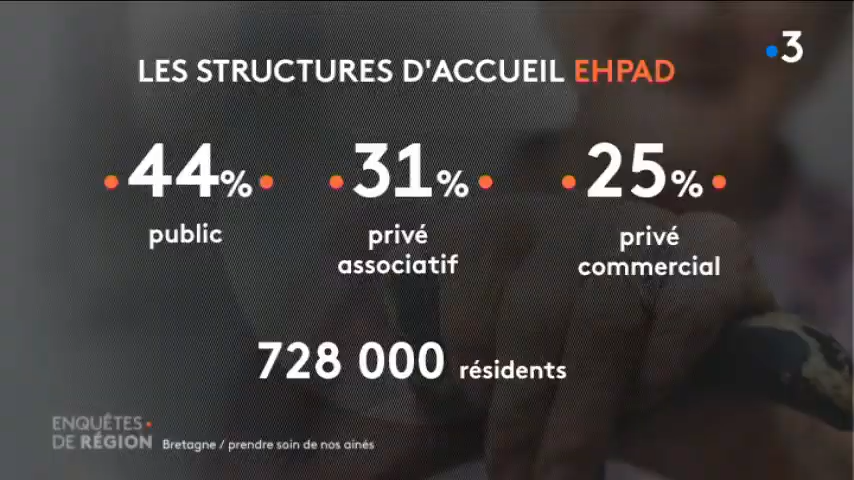 3
LES STRUCTURES D'ACCUEIL EHPAD
44% 31% 25%
public privé privé
associatif commercial
728 000 résidents
ENQUÊTES
DE RÉGION Bretagne / prendre soin de nos ainés